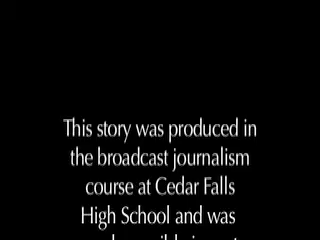 This story was produced in
the broadcast journalism
course at Cedar Falls
High School and was